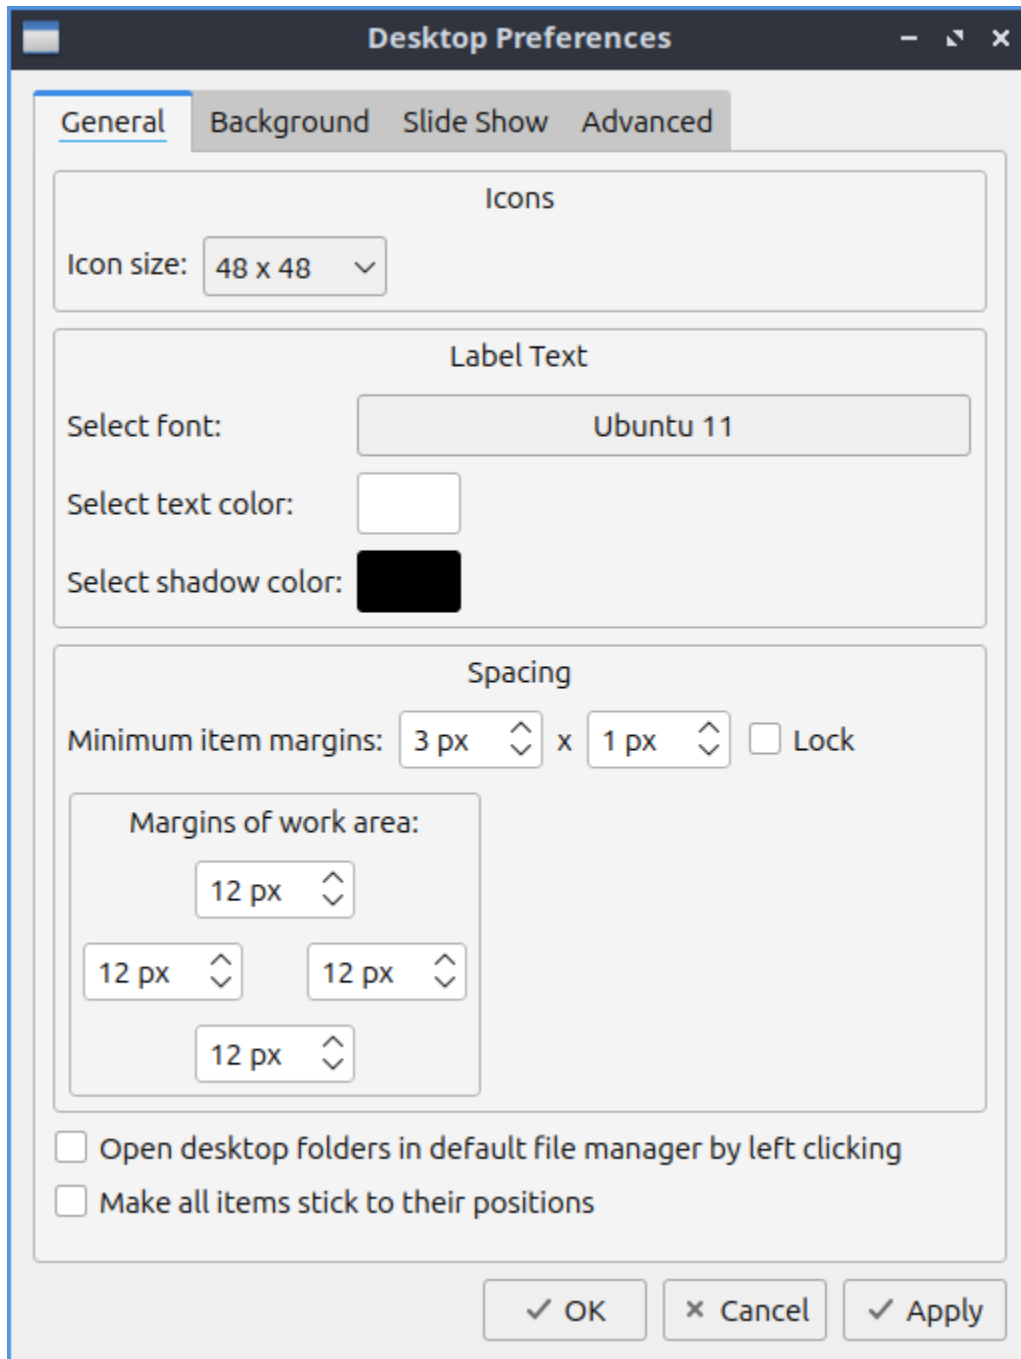 Desktop Preferences
General Background Slide Show Advanced
Icons
Icon size: 48 x 48
Label Text
Select font: Ubuntu 11
Select text color:
Select shadow color:
Spacing
Minimum item margins: 3 px x 1 px Lock
Margins of work area:
12 px
12 px 12 px
12 px
Open desktop folders in default file manager by left clicking
Make all items stick to their positions
OK Cancel Apply